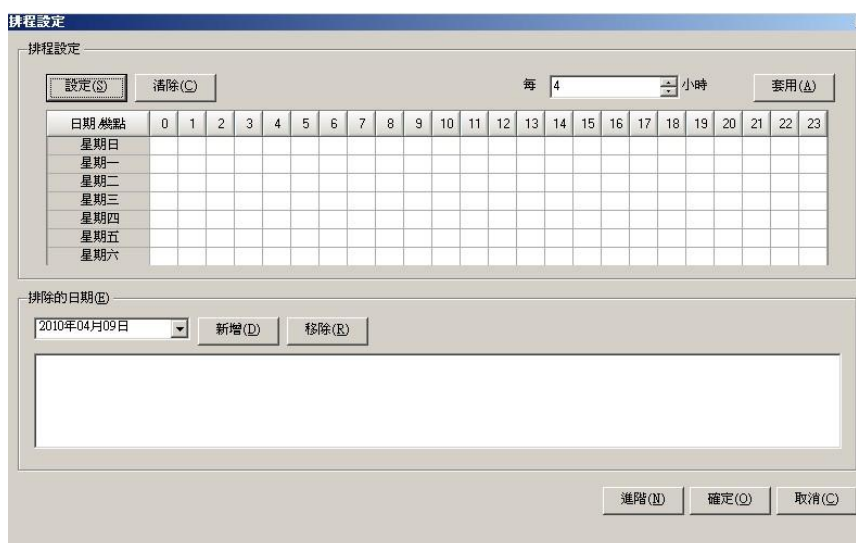 排程設定
排程設定
設定(S) 清除(C) 每 4 小時 套用(A)
日期/幾點 0 1 2 3 4 5 6 7 8 9 10 11 12 13 14 15 16 17 18 19 20 21 22 23
星期日
星期一
星期二
星期三
星期四
星期五
星期六
排除的日期(E)
2010年04月09日 新增(D) 移除(R)
進階(N) 確定(O) 取消(C)